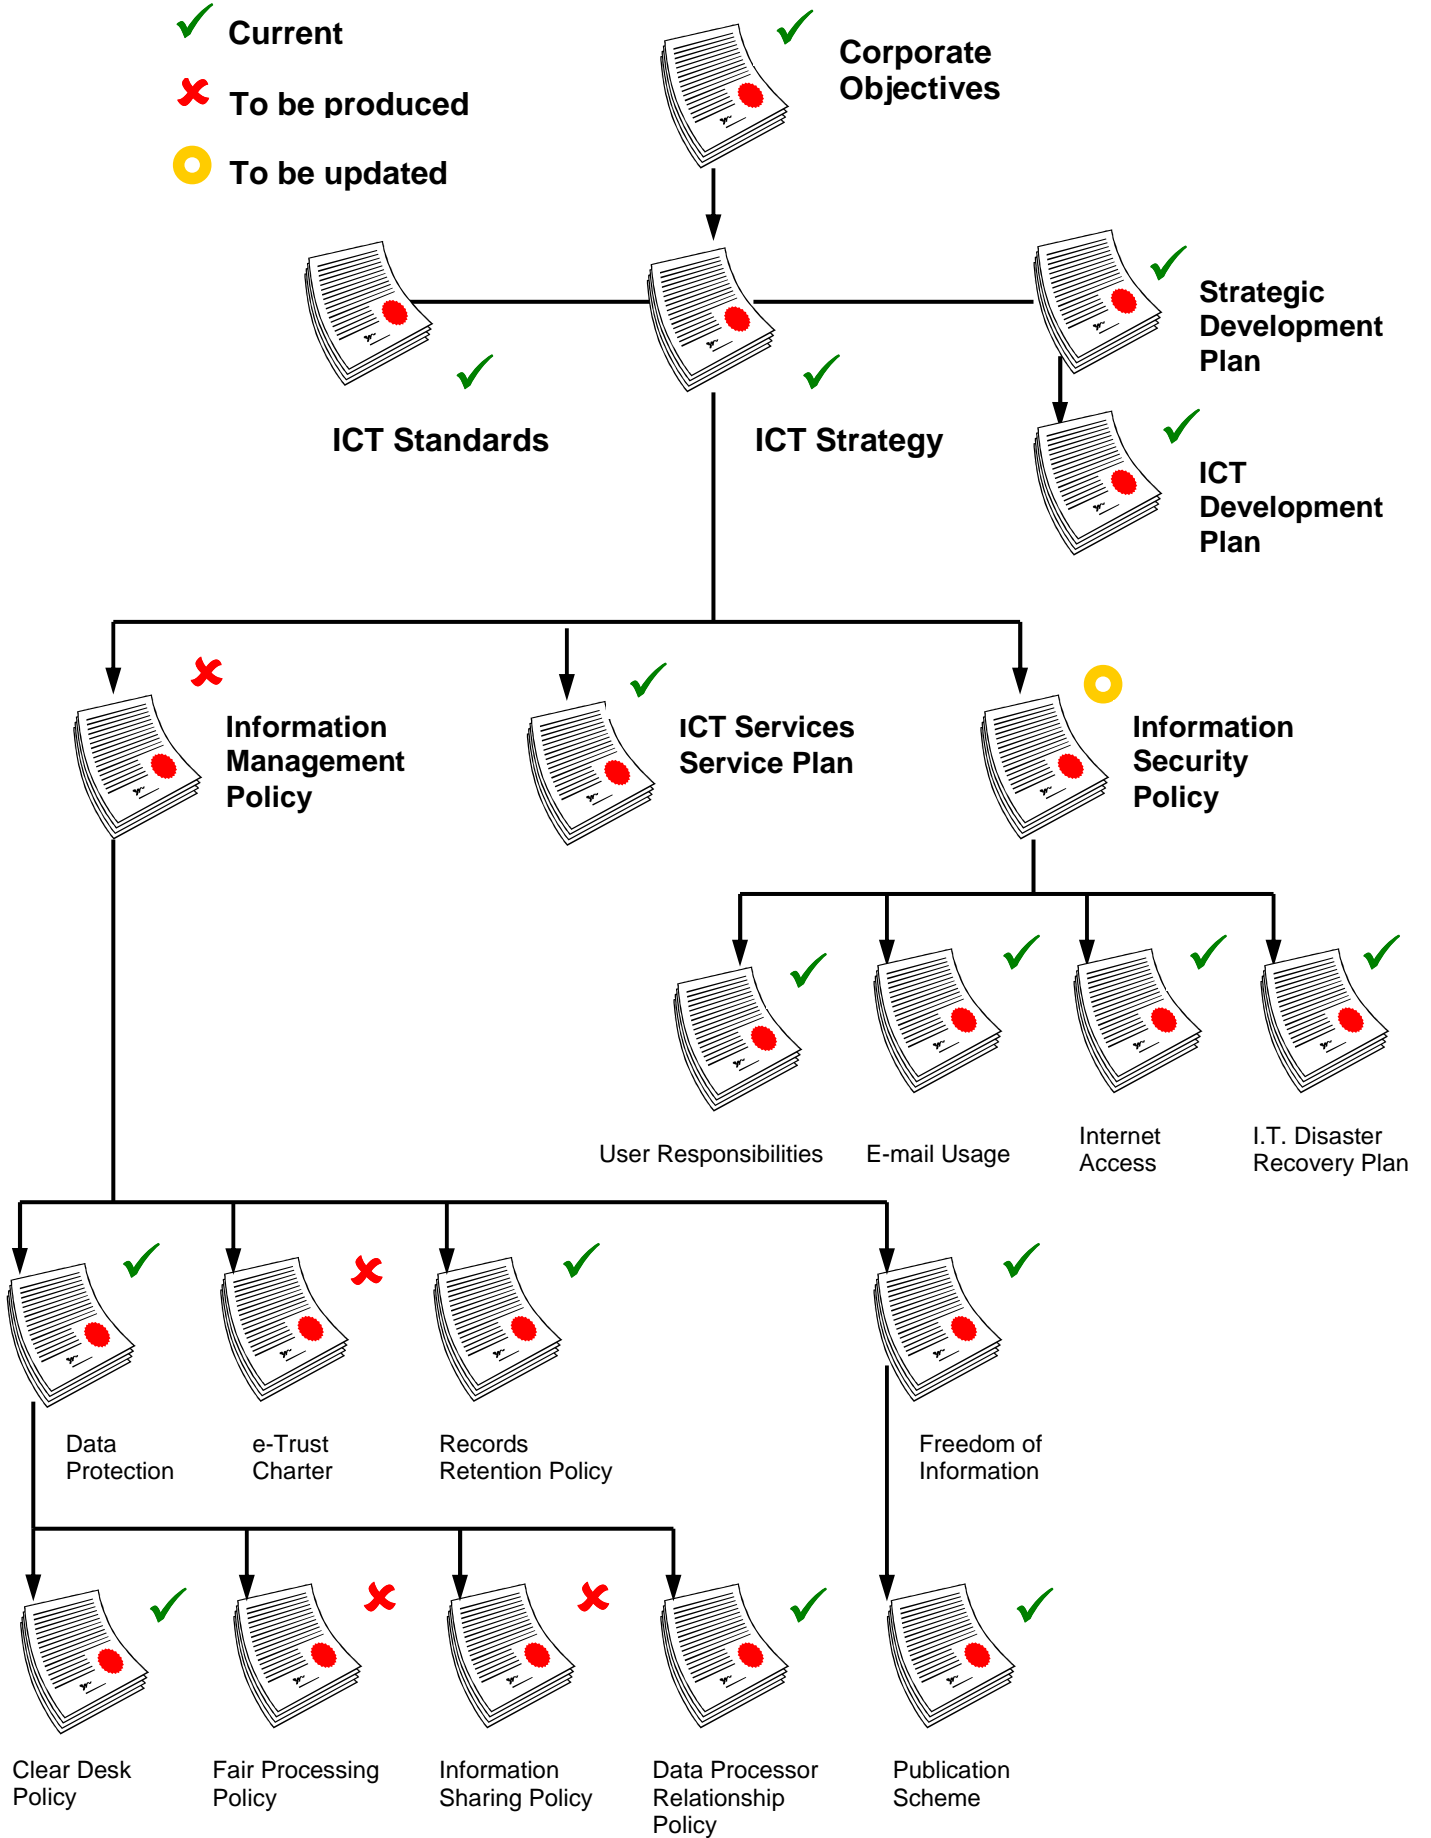 Current
To be produced
To be updated
Corporate
Objectives
Strategic
Development
Plan
ICT Standards
ICT Strategy
ICT
Development
Plan
Information
Management
Policy
ICT Services
Service Plan
Information
Security
Policy
User Responsibilities
E-mail Usage
Internet
Access
I.T. Disaster
Recovery Plan
Data
Protection
e-Trust
Charter
Records
Retention Policy
Freedom of
Information
Clear Desk
Policy
Fair Processing
Policy
Information
Sharing Policy
Data Processor
Relationship
Policy
Publication
Scheme